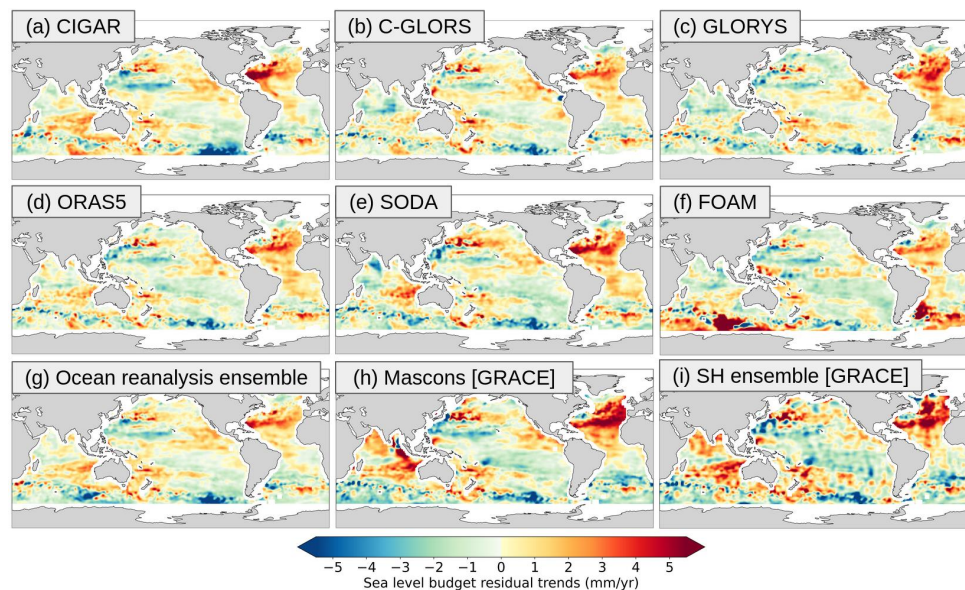 (a) CIGAR
(b) C-GLORS
(c) GLORYS
(d) ORAS5
(e) SODA
(f) FOAM
(g) Ocean reanalysis ensemble
(h) Mascons [GRACE]
(i) SH ensemble [GRACE]
−5 −4 −3 −2 −1 0 1 2 3 4 5
Sea level budget residual trends (mm/yr)